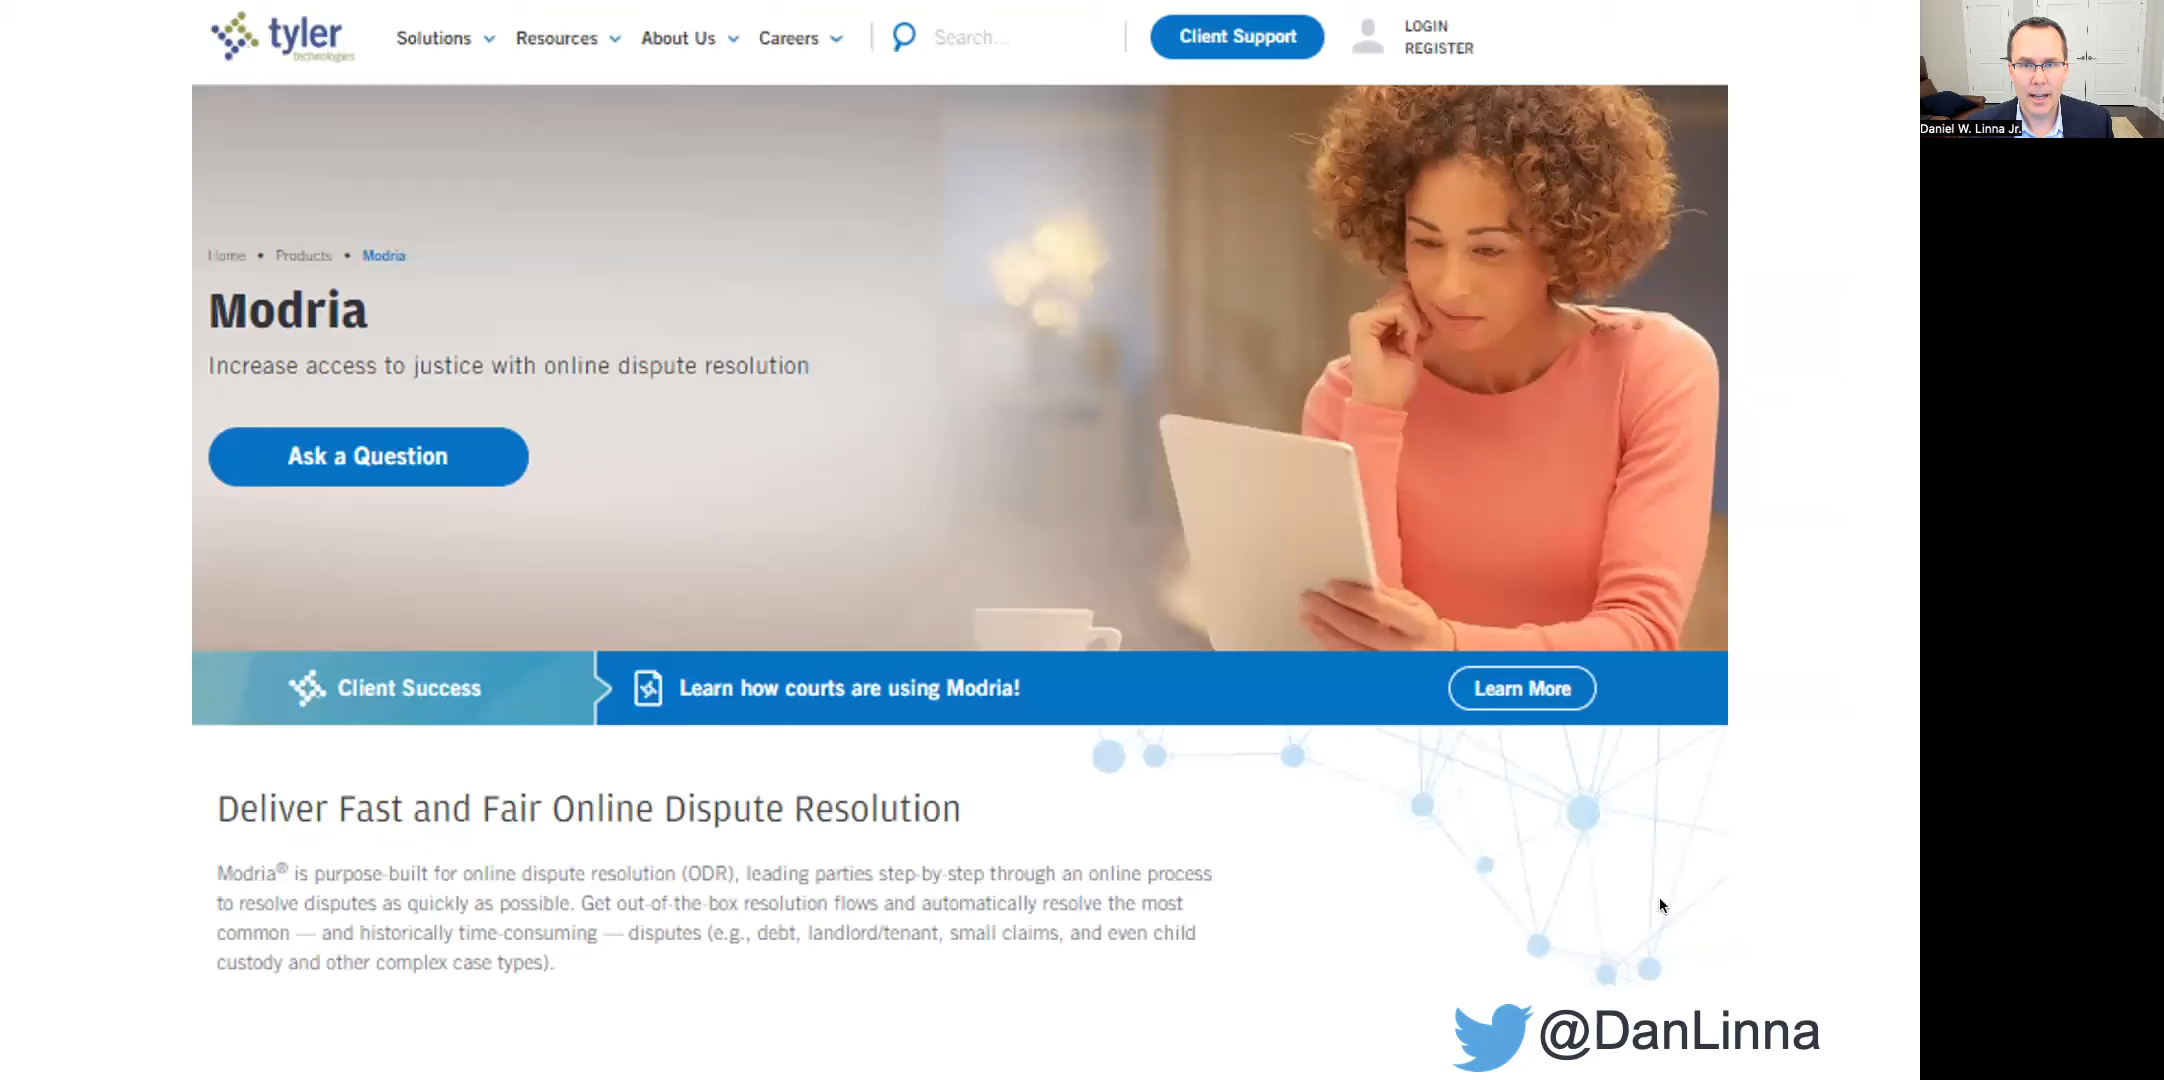 tyler
technologies
Solutions
Resources
About Us
Careers
Search...
Client Support
LOGIN
REGISTER
Daniel W. Linna Jr.
Home • Products • Modria
Modria
Increase access to justice with online dispute resolution
Ask a Question
Client Success
Learn how courts are using Modria!
Learn More
Deliver Fast and Fair Online Dispute Resolution
Modria® is purpose-built for online dispute resolution (ODR), leading parties step-by-step through an online process
to resolve disputes as quickly as possible. Get out-of-the-box resolution flows and automatically resolve the most
common — and historically time-consuming — disputes (e.g., debt, landlord/tenant, small claims, and even child
custody and other complex case types).
@DanLinna